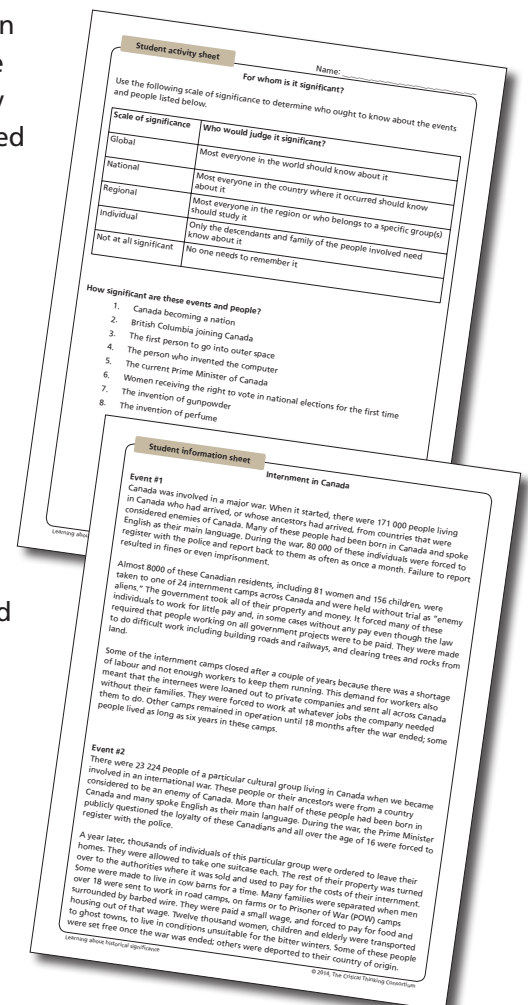 n
e
y
ed
d
Student activity sheet
Name:
For whom is it significant?
Use the following scale of significance to determine who ought to know about the events
and people listed below.
Scale of significance
Who would judge it significant?
Global
Most everyone in the world should know about it
National
Most everyone in the country where it occurred should know
about it
Regional
Most everyone in the region or who belongs to a specific group(s)
should study it
Individual
Only the descendants and family of the people involved need
know about it
Not at all significant
No one needs to remember it
How significant are these events and people?
1. Canada becoming a nation
2. British Columbia joining Canada
3. The first person to go into outer space
4. The person who invented the computer
5. The current Prime Minister of Canada
6. Women receiving the right to vote in national elections for the first time
7. The invention of gunpowder
8. The invention of perfume
Learning abou
Student information sheet
Internment in Canada
Event #1
Canada was involved in a major war. When it started, there were 171 000 people living
in Canada who had arrived, or whose ancestors had arrived, from countries that were
considered enemies of Canada. Many of these people had been born in Canada and spoke
English as their main language. During the war, 80 000 of these individuals were forced to
register with the police and report back to them as often as once a month. Failure to report
resulted in fines or even imprisonment.
Almost 8000 of these Canadian residents, including 81 women and 156 children, were
taken to one of 24 internment camps across Canada and were held without trial as “enemy
aliens.” The government took all of their property and money. It forced many of these
individuals to work for little pay and, in some cases without any pay even though the law
required that people working on all government projects were to be paid. They were made
to do difficult work including building roads and railways, and clearing trees and rocks from
land.
Some of the internment camps closed after a couple of years because there was a shortage
of labour and not enough workers to keep them running. This demand for workers also
meant that the internees were loaned out to private companies and sent all across Canada
without their families. They were forced to work at whatever jobs the company needed
them to do. Other camps remained in operation until 18 months after the war ended; some
people lived as long as six years in these camps.
Event #2
There were 23 224 people of a particular cultural group living in Canada when we became
involved in an international war. These people or their ancestors were from a country
considered to be an enemy of Canada. More than half of these people had been born in
Canada and many spoke English as their main language. During the war, the Prime Minister
publicly questioned the loyalty of these Canadians and all over the age of 16 were forced to
register with the police.
A year later, thousands of individuals of this particular group were ordered to leave their
homes. They were allowed to take one suitcase each. The rest of their property was turned
over to the authorities where it was sold and used to pay for the costs of their internment.
Some were made to live in cow barns for a time. Many families were separated when men
over 18 were sent to work in road camps, on farms or to Prisoner of War (POW) camps
surrounded by barbed wire. They were paid a small wage, and forced to pay for food and
housing out of that wage. Twelve thousand women, children and elderly were transported
to ghost towns, to live in conditions unsuitable for the bitter winters. Some of these people
were set free once the war was ended; others were deported to their country of origin.
Learning about historical significance
© 2014, The Critical Thinking Consortium